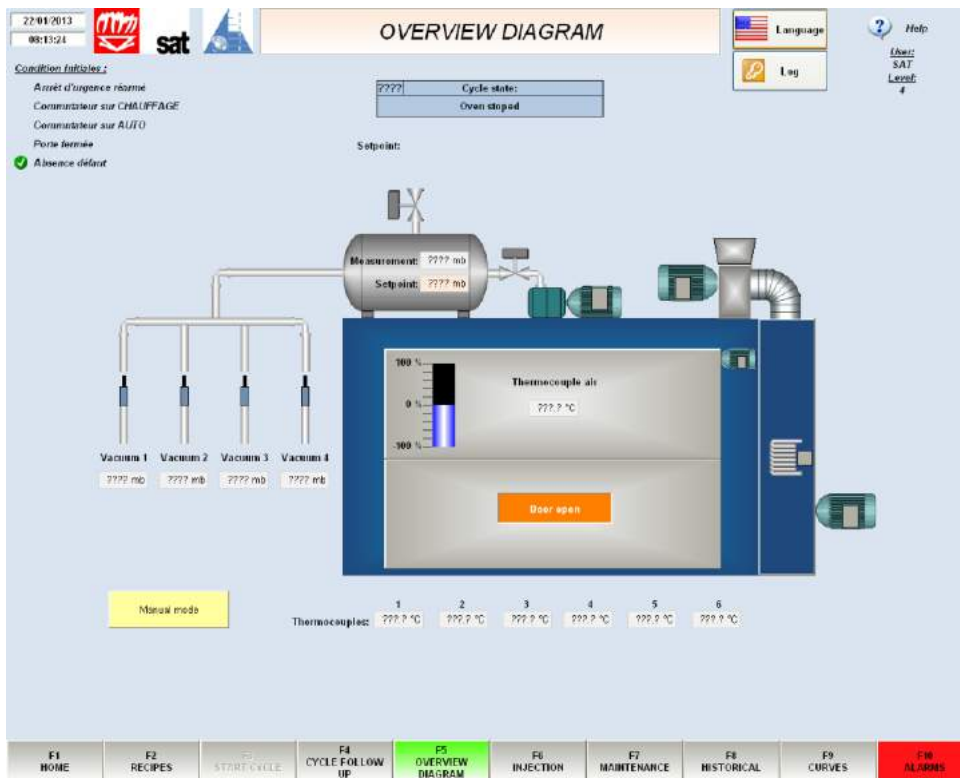 22/01/2013
08:13:24
sat
OVERVIEW DIAGRAM
Language
Log
Help
User:
SAT
Level:
4
Condition Initiales :
Arrêt d'urgence réarmé
Commutateur sur CHAUFFAGE
Commutateur sur AUTO
Porte fermée
Absence défaut
???? Cycle state:
Oven stoped
Setpoint:
Measurement: ???? mb
Setpoint: ???? mb
100 %
0 %
-100 %
Thermocouple air
???.? °C
Door open
Vacuum 1 Vacuum 2 Vacuum 3 Vacuum 4
???? mb ???? mb ???? mb ???? mb
Manual mode
1 2 3 4 5 6
Thermocouples: ???.? °C ???.? °C ???.? °C ???.? °C ???.? °C ???.? °C
F1 HOME
F2 RECIPES
F3 START CYCLE
F4 CYCLE FOLLOW UP
F5 OVERVIEW DIAGRAM
F6 INJECTION
F7 MAINTENANCE
F8 HISTORICAL
F9 CURVES
F10 ALARMS